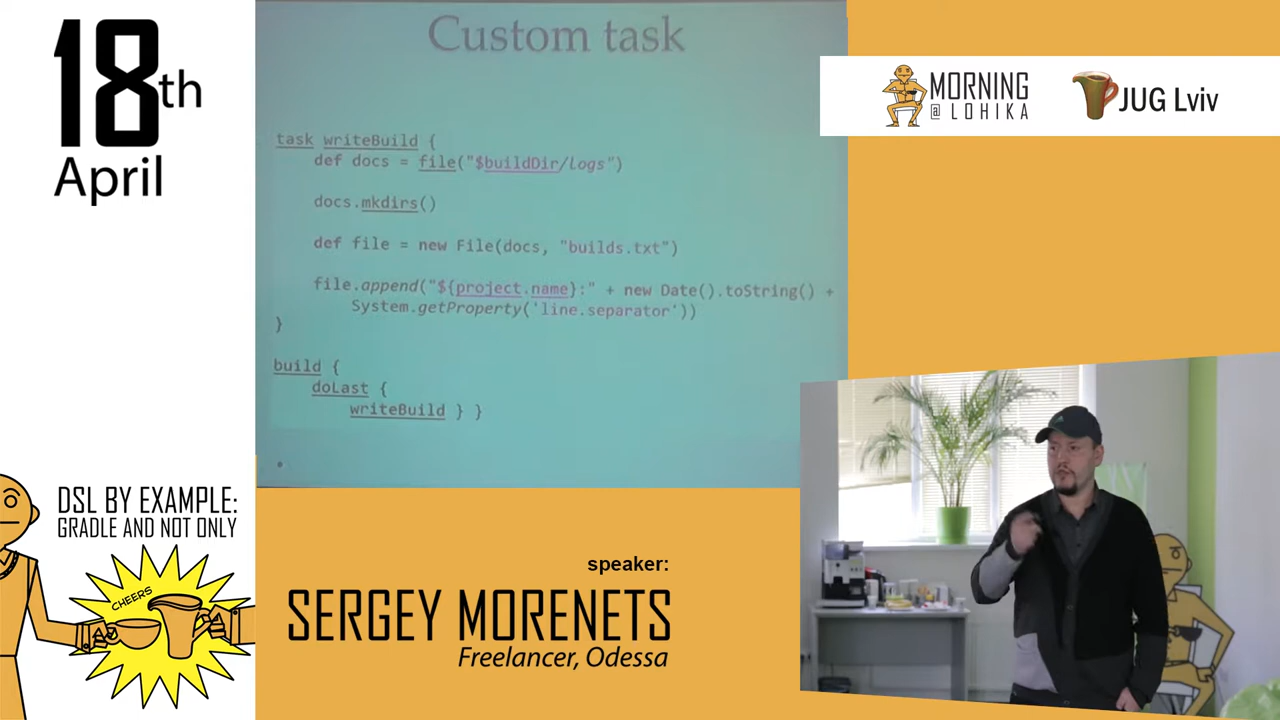 18th
April
Custom task
task writeBuild {
def docs = file("$buildDir/Logs")
docs.mkdirs()
def file = new File(docs, "builds.txt")
file.append("${project.name}:" + new Date().toString() +
System.getProperty('line.separator'))
}
build {
doLast {
writeBuild } }
MORNING
@ LOHIKA
JUG Lviv
DSL BY EXAMPLE:
GRADLE AND NOT ONLY
CHEERS
speaker:
SERGEY MORENETS
Freelancer, Odessa